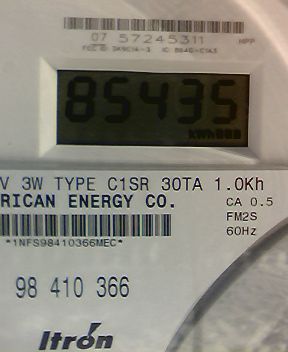 07 57245311
85435
kWh
V 3W TYPE C1SR 30TA 1.0Kh
RICAN ENERGY CO.
CA 0.5
FM2S
60Hz
*1NFS98410366MEC*
98 410 366
Itrón